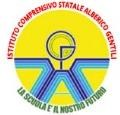 ISTITUTO COMPRENSIVO STATALE ALBERICO GENTILI
LA SCUOLA E' IL NOSTRO FUTURO